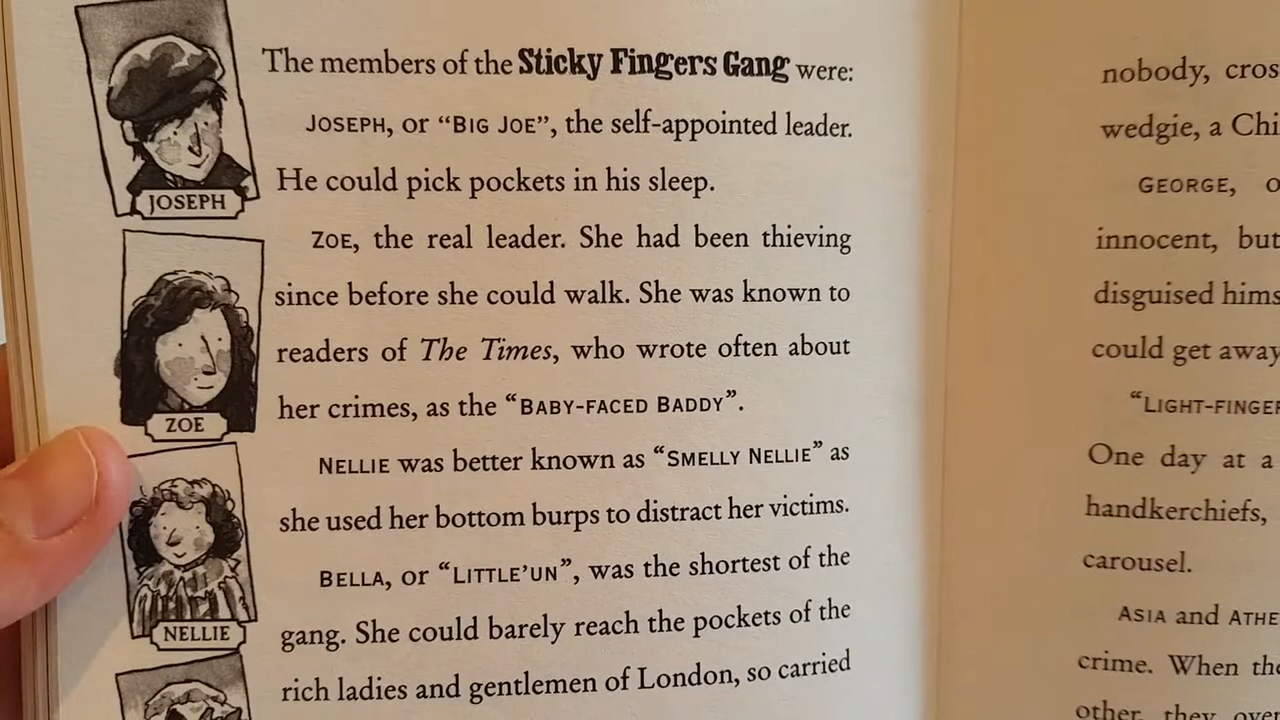 The members of the Sticky Fingers Gang were:
JOSEPH, or “BIG JOE”, the self-appointed leader.
He could pick pockets in his sleep.
ZOE, the real leader. She had been thieving
since before she could walk. She was known to
readers of The Times, who wrote often about
her crimes, as the “BABY-FACED BADDY”.
NELLIE was better known as “SMELLY NELLIE” as
she used her bottom burps to distract her victims.
BELLA, or “LITTLE’UN”, was the shortest of the
gang. She could barely reach the pockets of the
rich ladies and gentlemen of London, so carried
JOSEPH
ZOE
NELLIE
nobody,
wedgie, a
GEORGE,
innocent, but
disguised
could get away
One day at a
handkerchiefs,
carousel.
ASIA and
crime. When
other, they